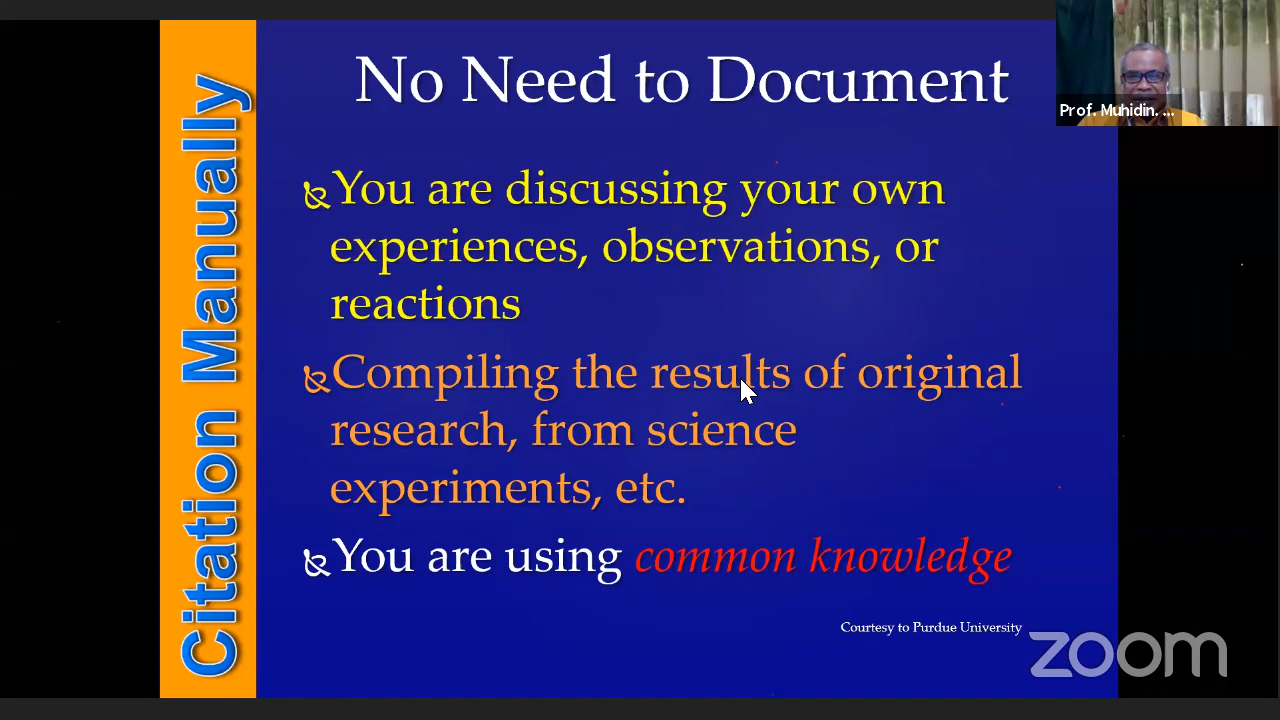 No Need to Document
Prof. Muhidin. ...
You are discussing your own
experiences, observations, or
reactions
Compiling the results of original
research, from science
experiments, etc.
You are using common knowledge
Courtesy to Purdue University
zoom
Citation Manually